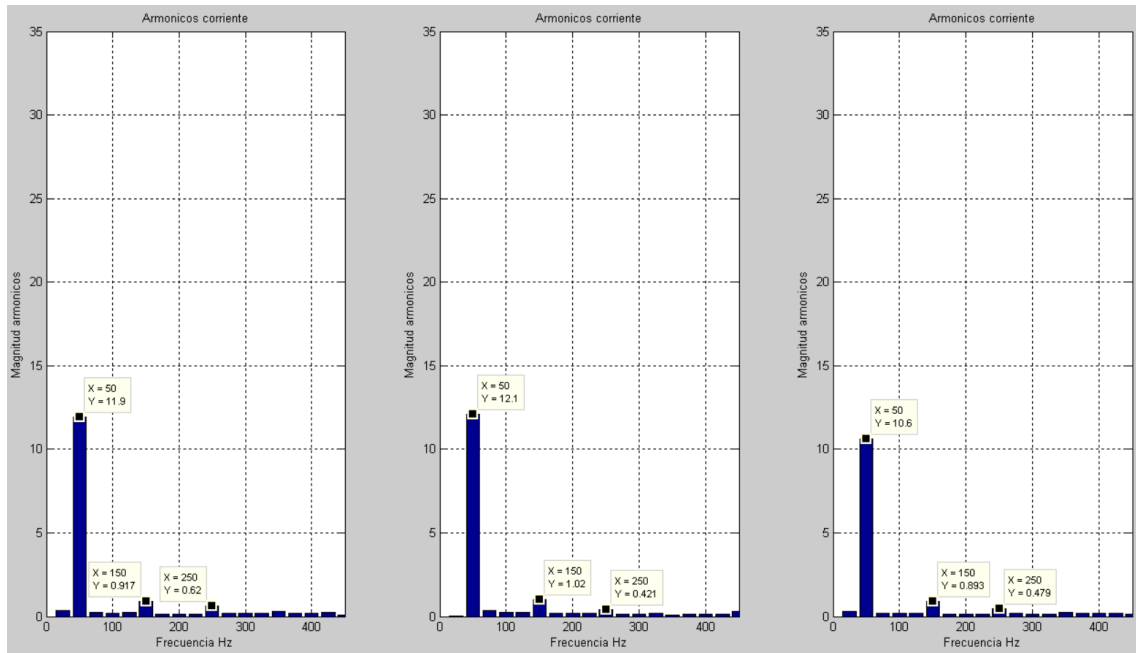 Armonicos corriente
35
30
25
20
15
10
5
0
Magnitud armonicos
X = 50
Y = 11.9
X = 150
Y = 0.917
X = 250
Y = 0.62
0 100 200 300 400
Frecuencia Hz
Armonicos corriente
35
30
25
20
15
10
5
0
Magnitud armonicos
X = 50
Y = 12.1
X = 150
Y = 1.02
X = 250
Y = 0.421
0 100 200 300 400
Frecuencia Hz
Armonicos corriente
35
30
25
20
15
10
5
0
Magnitud armonicos
X = 50
Y = 10.6
X = 150
Y = 0.893
X = 250
Y = 0.479
0 100 200 300 400
Frecuencia Hz